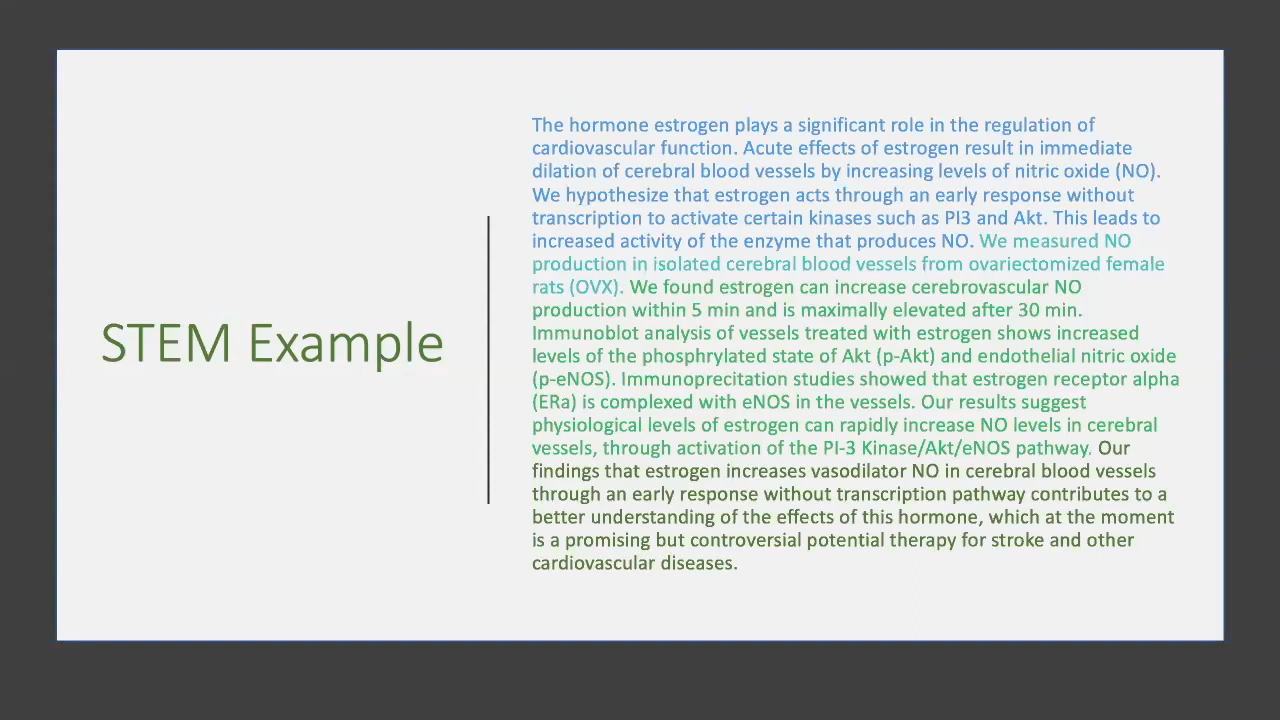 STEM Example
The hormone estrogen plays a significant role in the regulation of
cardiovascular function. Acute effects of estrogen result in immediate
dilation of cerebral blood vessels by increasing levels of nitric oxide (NO).
We hypothesize that estrogen acts through an early response without
transcription to activate certain kinases such as PI3 and Akt. This leads to
increased activity of the enzyme that produces NO. We measured NO
production in isolated cerebral blood vessels from ovariectomized female
rats (OVX). We found estrogen can increase cerebrovascular NO
production within 5 min and is maximally elevated after 30 min.
Immunoblot analysis of vessels treated with estrogen shows increased
levels of the phosphrylated state of Akt (p-Akt) and endothelial nitric oxide
(p-eNOS). Immunoprecitation studies showed that estrogen receptor alpha
(ERa) is complexed with eNOS in the vessels. Our results suggest
physiological levels of estrogen can rapidly increase NO levels in cerebral
vessels, through activation of the PI-3 Kinase/Akt/eNOS pathway. Our
findings that estrogen increases vasodilator NO in cerebral blood vessels
through an early response without transcription pathway contributes to a
better understanding of the effects of this hormone, which at the moment
is a promising but controversial potential therapy for stroke and other
cardiovascular diseases.